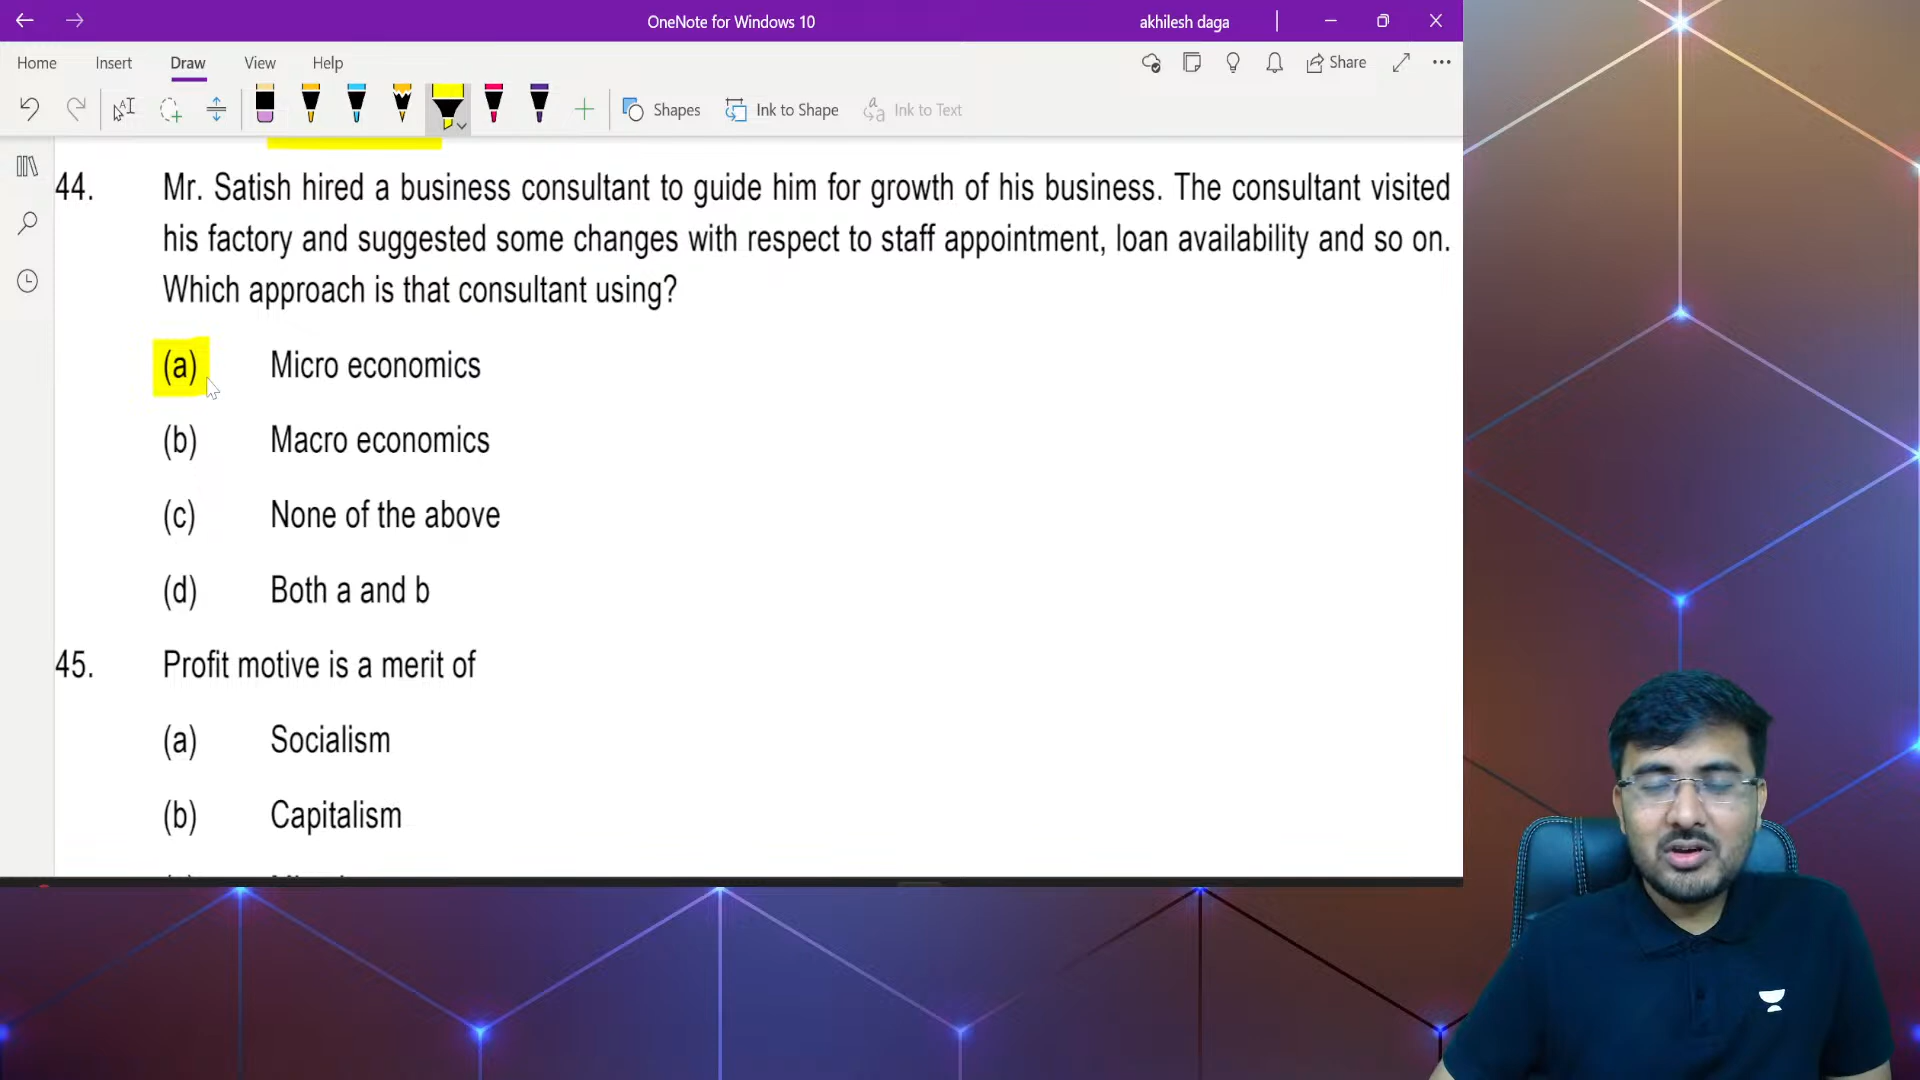 OneNote for Windows 10
akhilesh daga
Home Insert Draw View Help
Share
Shapes Ink to Shape Ink to Text
44. Mr. Satish hired a business consultant to guide him for growth of his business. The consultant visited
his factory and suggested some changes with respect to staff appointment, loan availability and so on.
Which approach is that consultant using?
(a) Micro economics
(b) Macro economics
(c) None of the above
(d) Both a and b
45. Profit motive is a merit of
(a) Socialism
(b) Capitalism